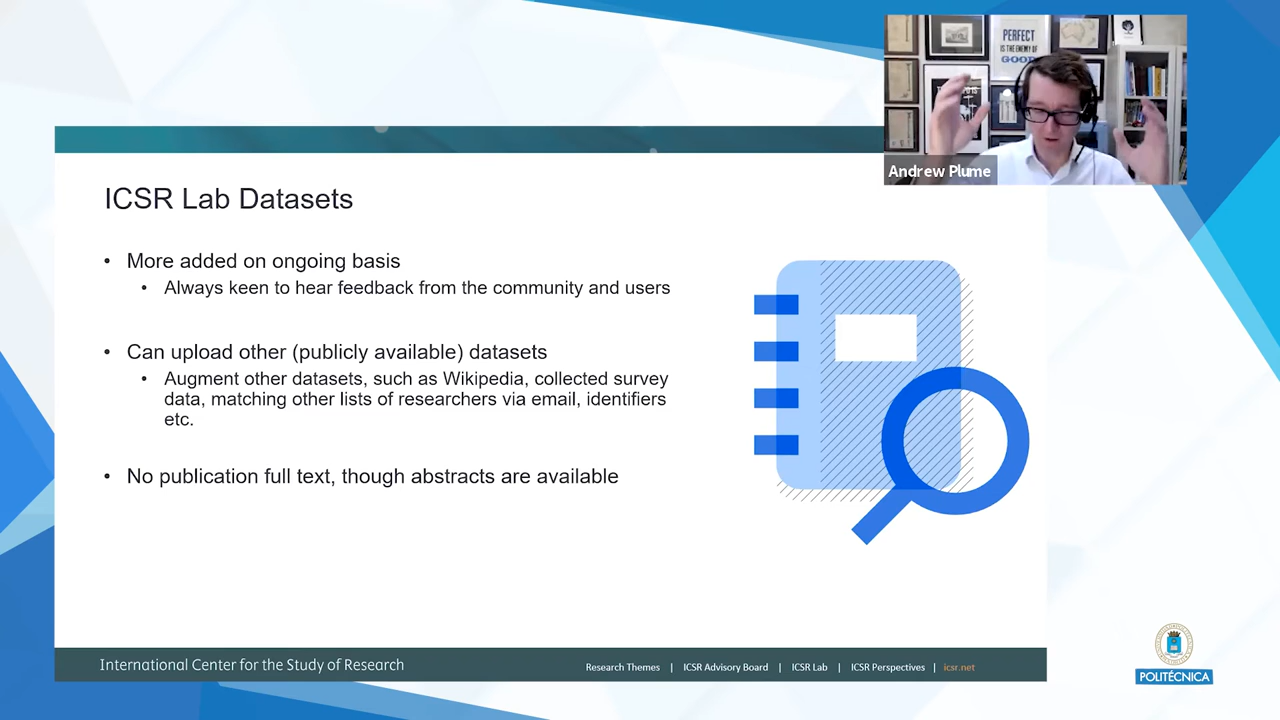 PERFECT
IS THE ENEMY OF
GOOD
Andrew Plume
ICSR Lab Datasets
• More added on ongoing basis
• Always keen to hear feedback from the community and users
• Can upload other (publicly available) datasets
• Augment other datasets, such as Wikipedia, collected survey
data, matching other lists of researchers via email, identifiers
etc.
• No publication full text, though abstracts are available
International Center for the Study of Research
Research Themes | ICSR Advisory Board | ICSR Lab | ICSR Perspectives | icsr.net
POLITÉCNICA